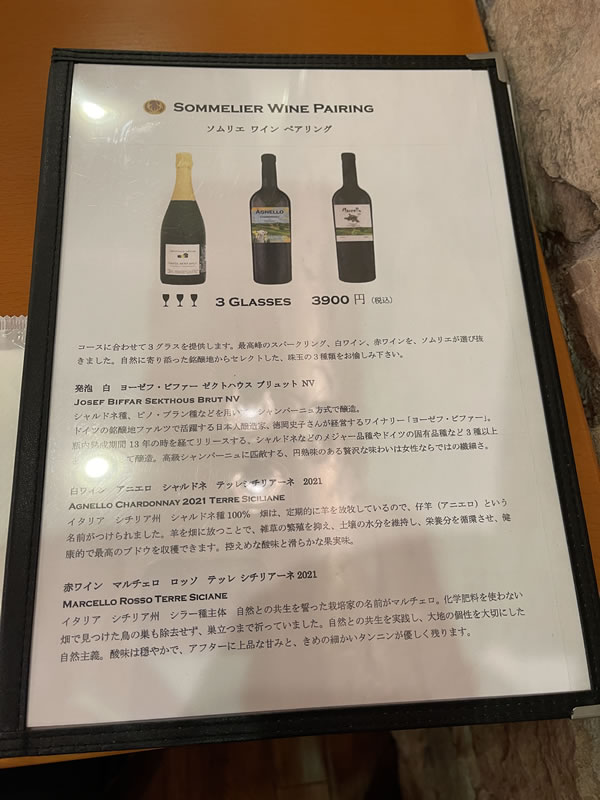 SOMMELIER WINE PAIRING
ソムリエ ワイン ペアリング
AGNELLO
3 GLASSES 3900 円 (税込)
コースに合わせて3グラスを提供します。最高峰のスパークリング、白ワイン、赤ワインを、ソムリエが選び抜
きました。自然に寄り添った銘醸地からセレクトした、珠玉の3種類をお愉しみ下さい。
発泡 白 ヨーゼフ・ビファー ゼクトハウス ブリュット NV
JOSEF BIFFAR SEKTHOUS BRUT NV
シャルドネ種、ピノ・ブラン種などを用い シャンパーニュ方式で醸造。
ドイツの銘醸地ファルツで活躍する日本人醸造家、徳岡史子さんが経営するワイナリー「ヨーゼフ・ビファー」。
瓶内熟成期間 13 年の時を経てリリースする。シャルドネなどのメジャー品種やドイツの固有品種など3種以上
て醸造。高級シャンパーニュに匹敵する、円熟味のある贅沢な味わいは女性ならではの繊細さ。
白ワイン アニエロ シャルドネ テッレシチリアーネ 2021
AGNELLO CHARDONNAY 2021 TERRE SICILIANE
イタリア シチリア州 シャルドネ種 100% 畑は、定期的に羊を放牧しているので、仔羊（アニエロ）という
名前がつけられました。羊を畑に放つことで、雑草の繁殖を抑え、土壌の水分を維持し、栄養分を循環させ、健
康的で最高のブドウを収穫できます。控えめな酸味と滑らかな果実味。
赤ワイン マルチェロ ロッソ テッレ シチリアーネ 2021
MARCELLO ROSSO TERRE SICIANE
イタリア シチリア州 シラー種主体 自然との共生を誓った栽培家の名前がマルチェロ。化学肥料を使わない
畑で見つけた鳥の巣も除去せず、巣立つまで祈っていました。自然との共生を実践し、大地の個性を大切にした
自然主義。酸味は穏やかで、アフターに上品な甘みと、きめの細かいタンニンが優しく残ります。